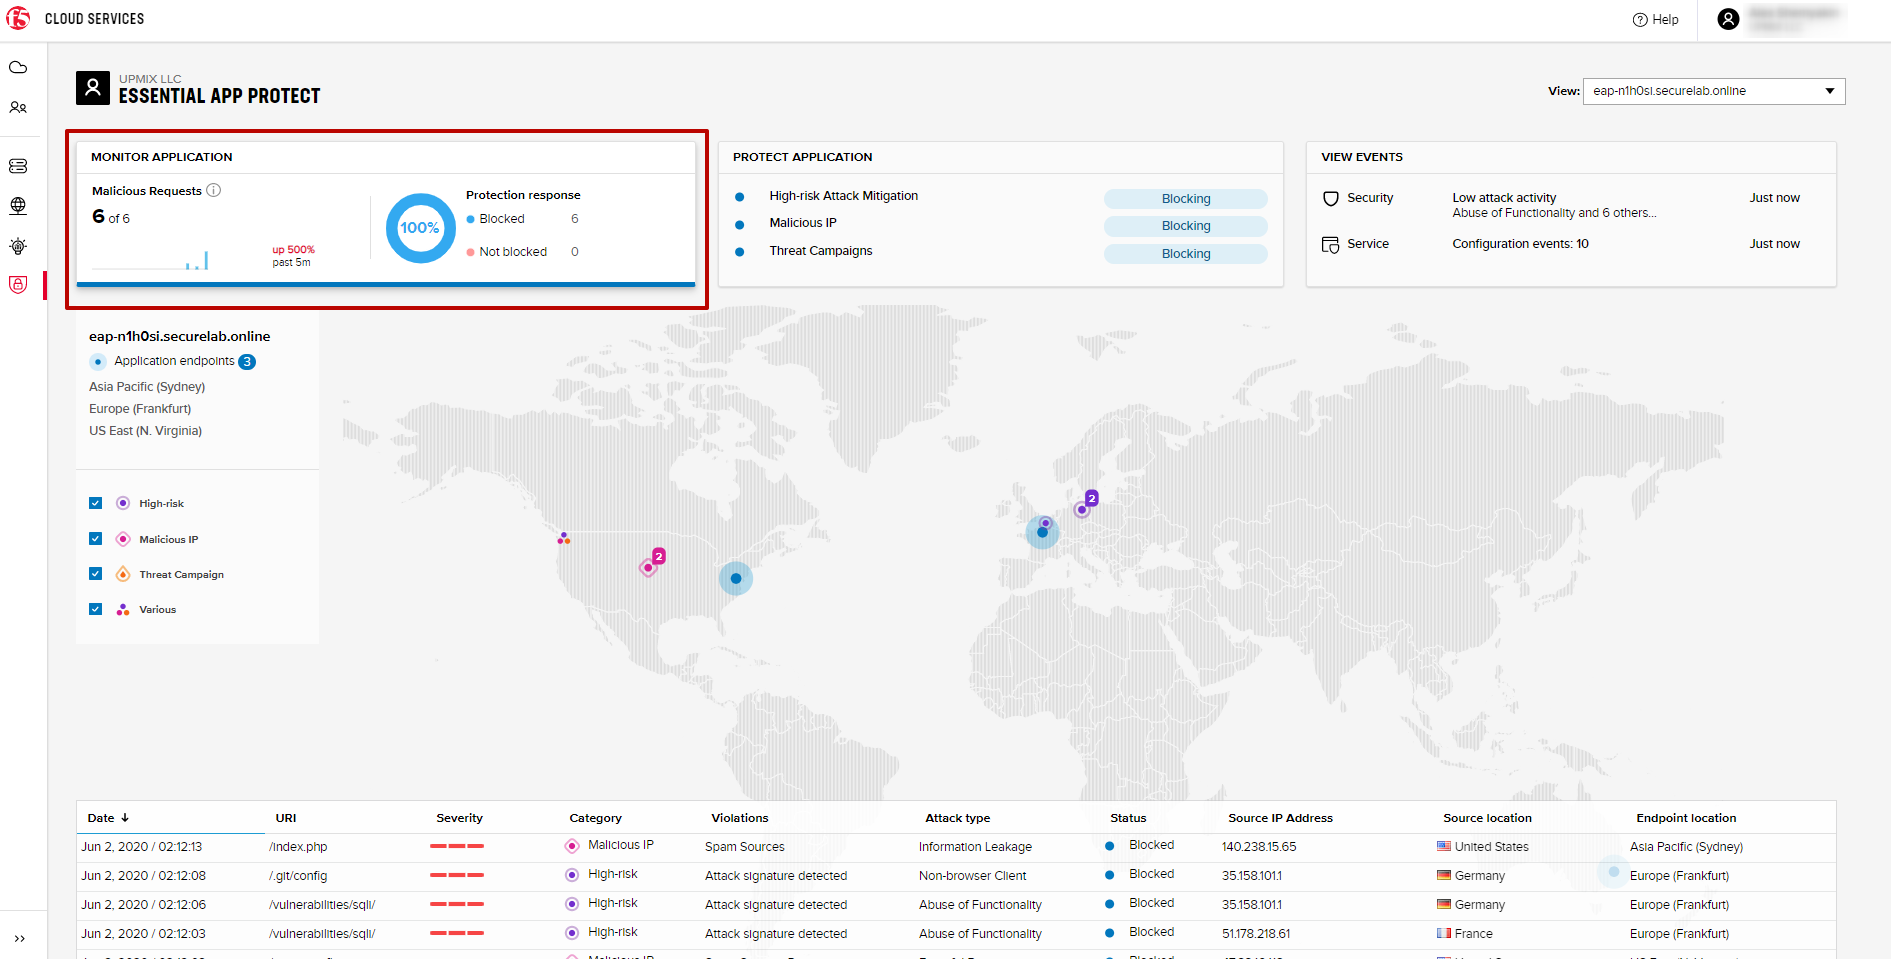 f5 CLOUD SERVICES
Help
UPMIX LLC
ESSENTIAL APP PROTECT
View: eap-n1h0si.securelab.online
MONITOR APPLICATION
Malicious Requests
6 of 6
up 500%
past 5m
100%
Protection response
Blocked 6
Not blocked 0
PROTECT APPLICATION
High-risk Attack Mitigation Blocking
Malicious IP Blocking
Threat Campaigns Blocking
VIEW EVENTS
Security Low attack activity Just now
Abuse of Functionality and 6 others...
Service Configuration events: 10 Just now
eap-n1h0si.securelab.online
Application endpoints 3
Asia Pacific (Sydney)
Europe (Frankfurt)
US East (N. Virginia)
High-risk
Malicious IP
Threat Campaign
Various
2
2
Date URI Severity Category Violations Attack type Status Source IP Address Source location Endpoint location
Jun 2, 2020 / 02:12:13 /index.php Malicious IP Spam Sources Information Leakage Blocked 140.238.15.65 United States Asia Pacific (Sydney)
Jun 2, 2020 / 02:12:08 /.git/config High-risk Attack signature detected Non-browser Client Blocked 35.158.101.1 Germany Europe (Frankfurt)
Jun 2, 2020 / 02:12:06 /vulnerabilities/sqli/ High-risk Attack signature detected Abuse of Functionality Blocked 35.158.101.1 Germany Europe (Frankfurt)
Jun 2, 2020 / 02:12:03 /vulnerabilities/sqli/ High-risk Attack signature detected Abuse of Functionality Blocked 51.178.218.61 France Europe (Frankfurt)